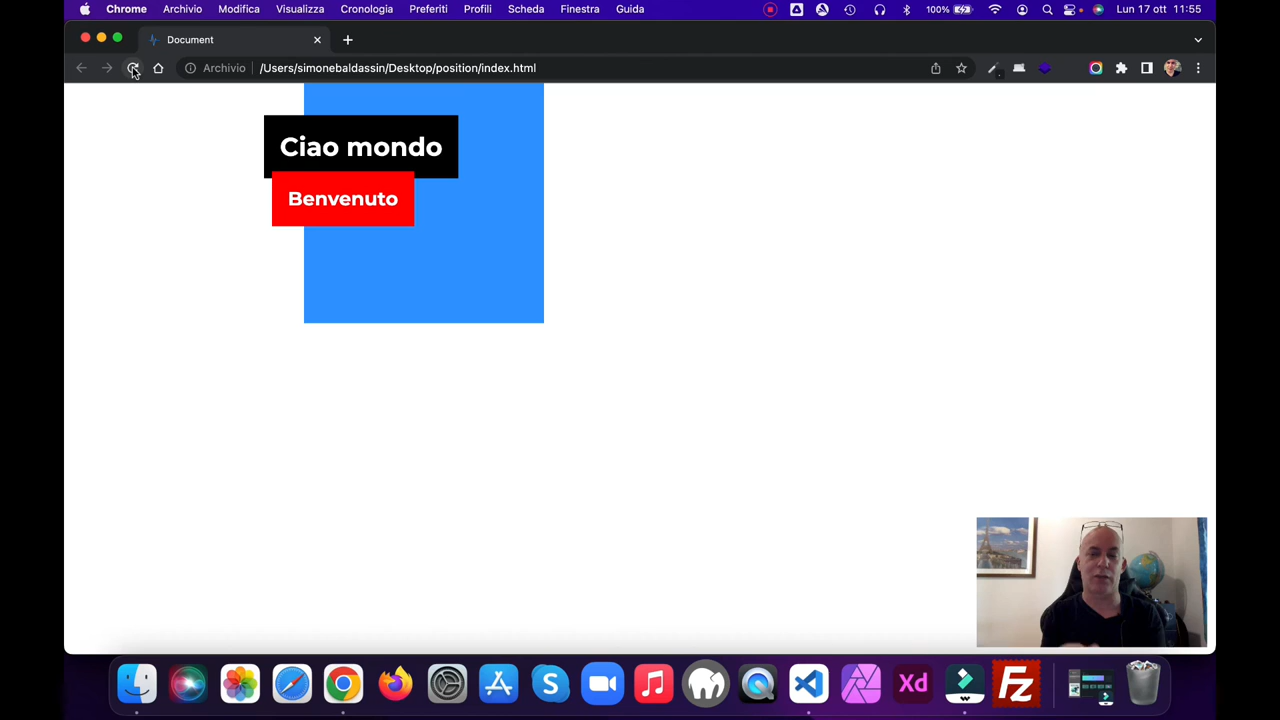 Chrome Archivio Modifica Visualizza Cronologia Preferiti Profili Scheda Finestra Guida 100% Lun 17 ott 11:55
Document
Archivio /Users/simonebaldassin/Desktop/position/index.html
Ciao mondo
Benvenuto
Xd
Fz